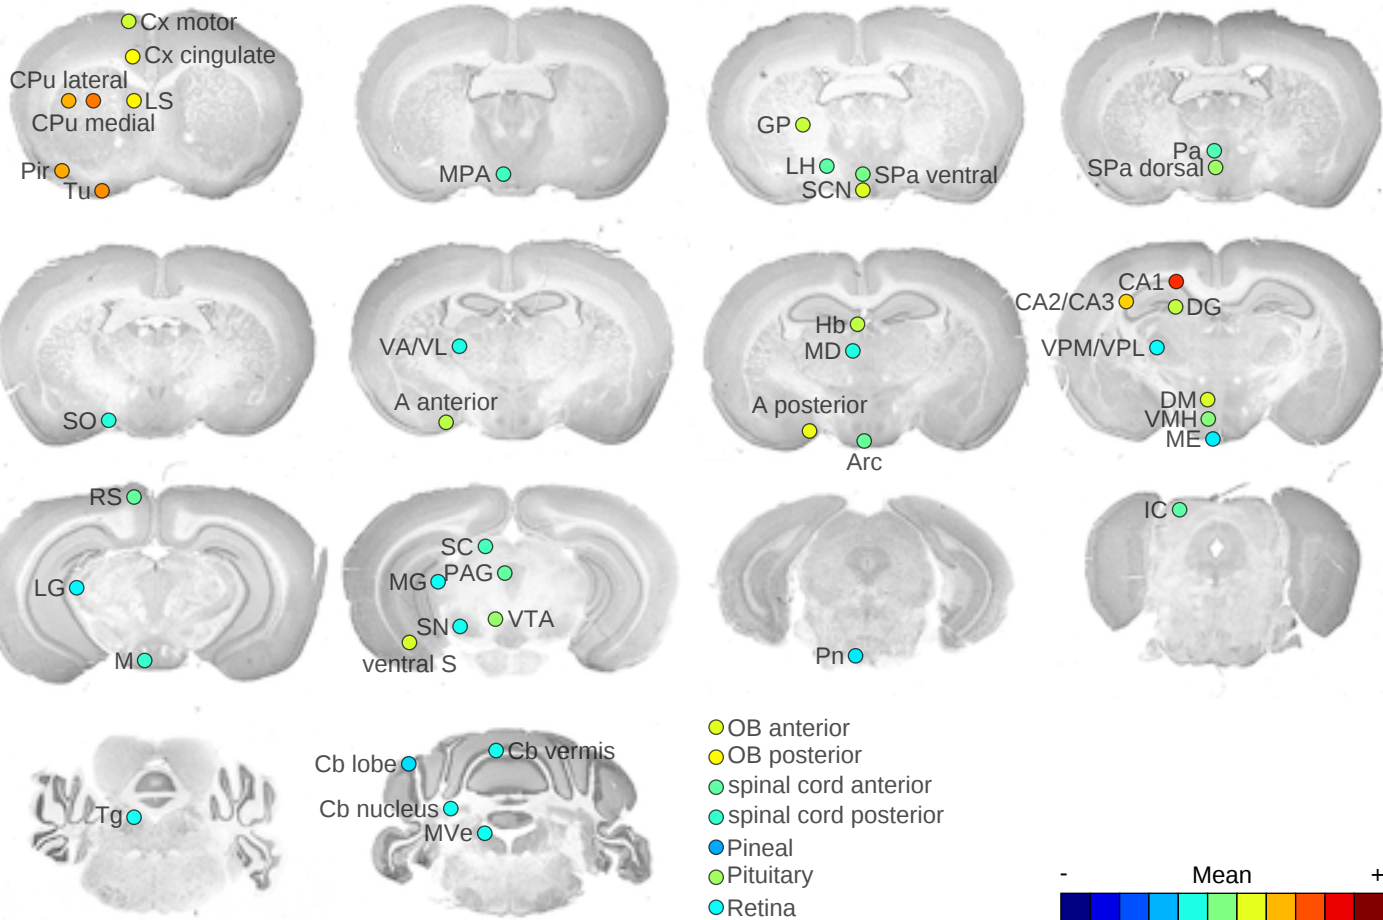 Cx motor
Cx cingulate
CPu lateral
LS
CPu medial
Pir
Tu
MPA
GP
LH
SPa ventral
SCN
Pa
SPa dorsal
SO
VA/VL
A anterior
Hb
MD
A posterior
Arc
CA1
CA2/CA3
DG
VPM/VPL
DM
VMH
ME
RS
LG
M
SC
MG
PAG
SN
VTA
ventral S
Pn
IC
Tg
Cb lobe
Cb vermis
Cb nucleus
MVe
OB anterior
OB posterior
spinal cord anterior
spinal cord posterior
Pineal
Pituitary
Retina
- Mean +